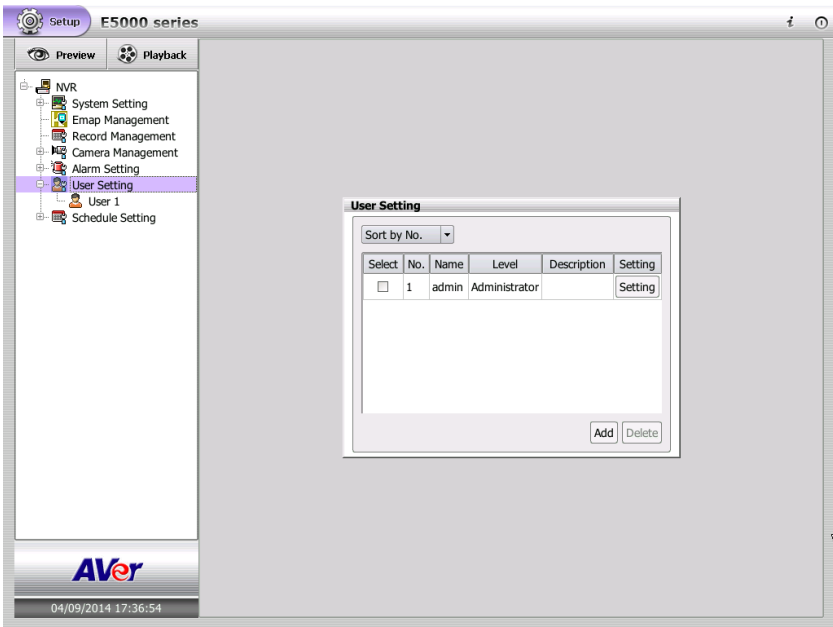 Setup E5000 series i
Preview Playback
NVR
System Setting
Emap Management
Record Management
Camera Management
Alarm Setting
User Setting
User 1
Schedule Setting
AVer
04/09/2014 17:36:54
User Setting
Sort by No.
Select No. Name Level Description Setting
1 admin Administrator Setting
Add Delete